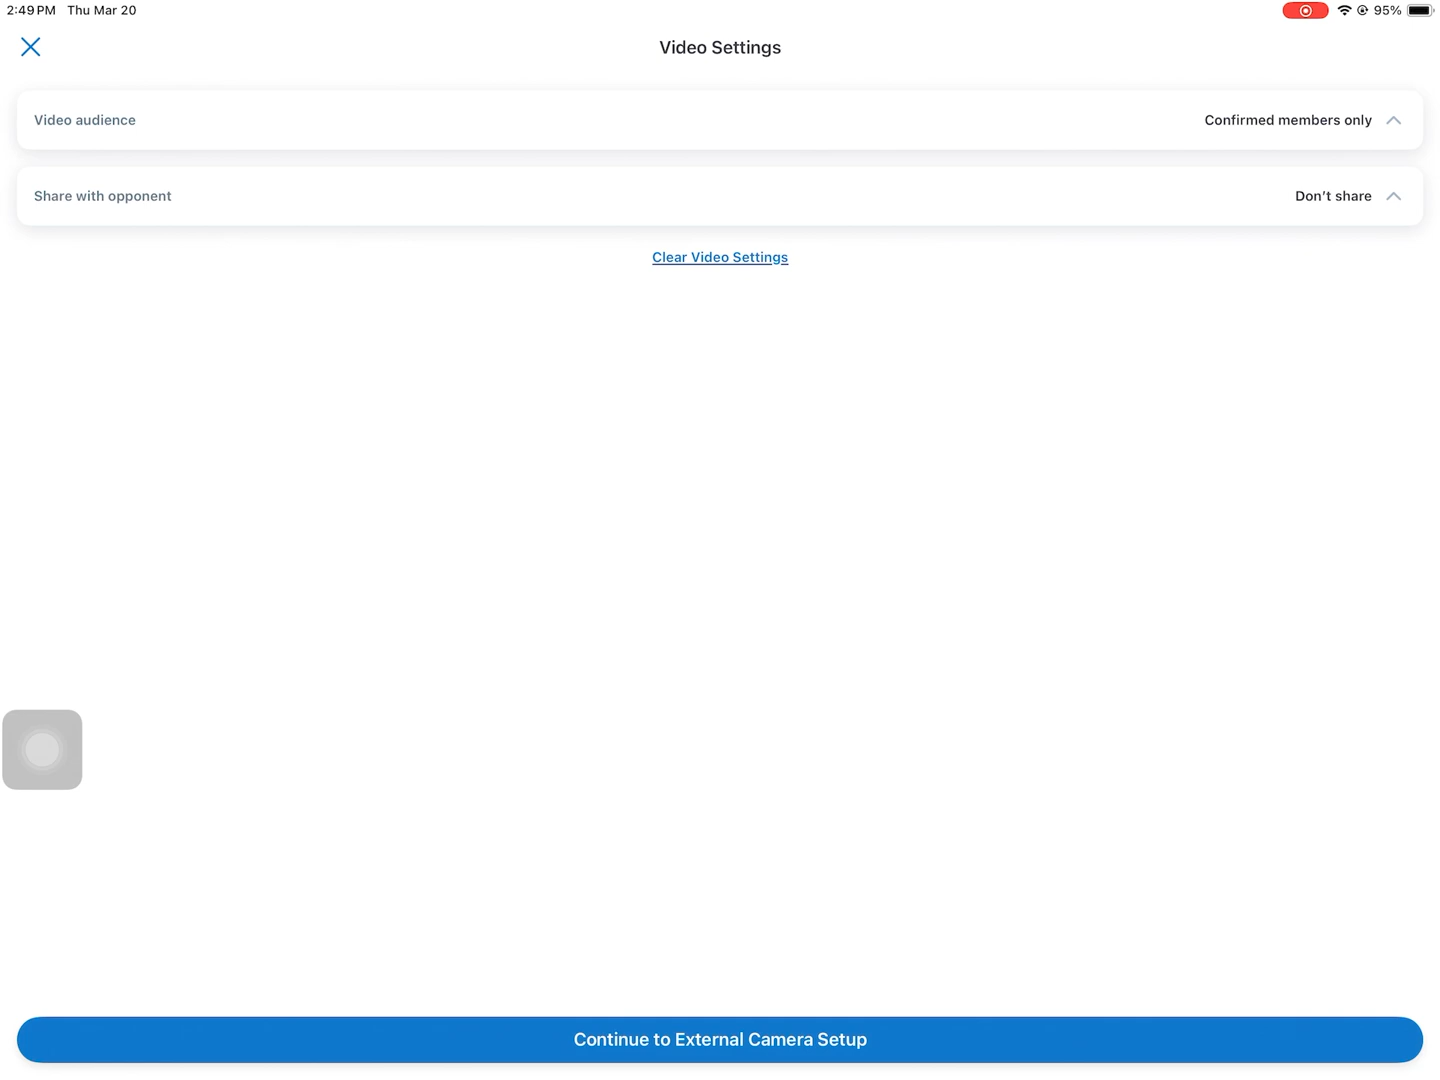 2:49 PM Thu Mar 20
95%
Video Settings
Video audience
Confirmed members only
Share with opponent
Don't share
Clear Video Settings
Continue to External Camera Setup